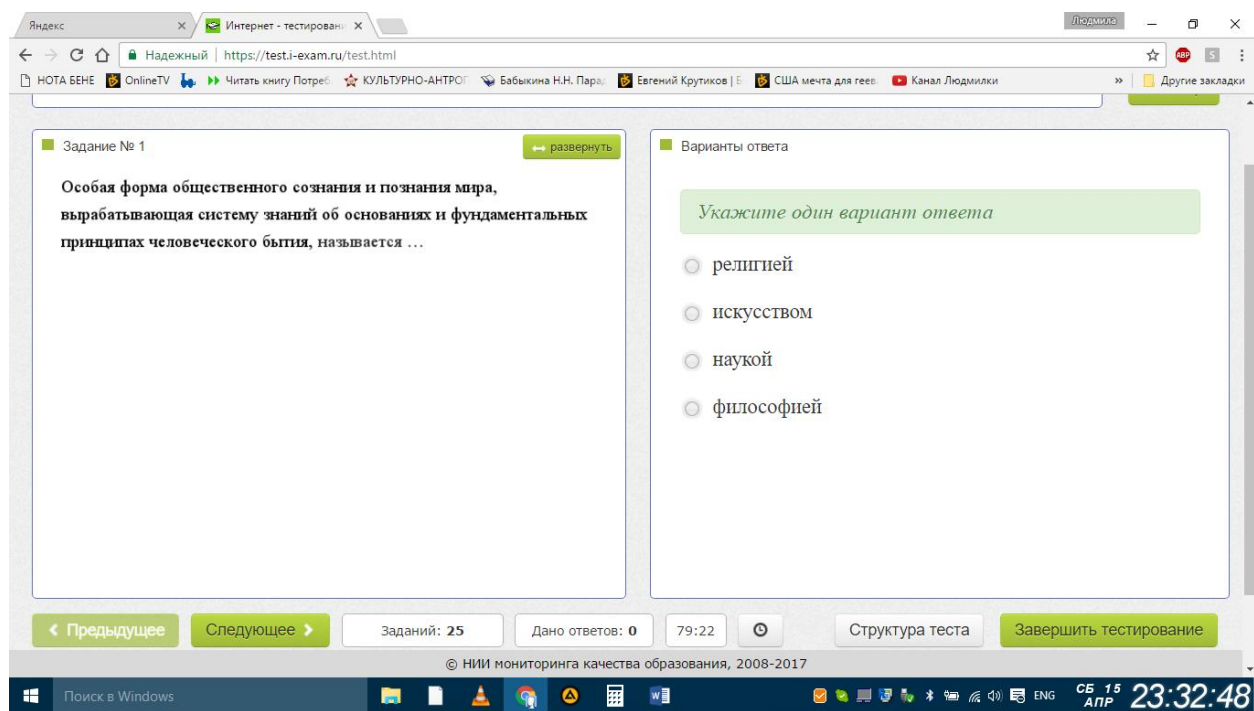 Яндекс
Интернет - тестировани
Людмила
Надежный | https://test.i-exam.ru/test.html
НОТА БЕНЕ OnlineTV Читать книгу Потреб КУЛЬТУРНО-АНТРОП Бабыкина Н.Н. Парад Евгений Крутиков | Б США мечта для геев Канал Людмилки » Другие закладки
Задание № 1
развернуть
Особая форма общественного сознания и познания мира,
вырабатывающая систему знаний об основаниях и фундаментальных
принципах человеческого бытия, называется …
Варианты ответа
Укажите один вариант ответа
религией
искусством
наукой
философией
Предыдущее Следующее Заданий: 25 Дано ответов: 0 79:22 Структура теста Завершить тестирование
© НИИ мониторинга качества образования, 2008-2017
Поиск в Windows ENG СБ 15 АПР 23:32:48